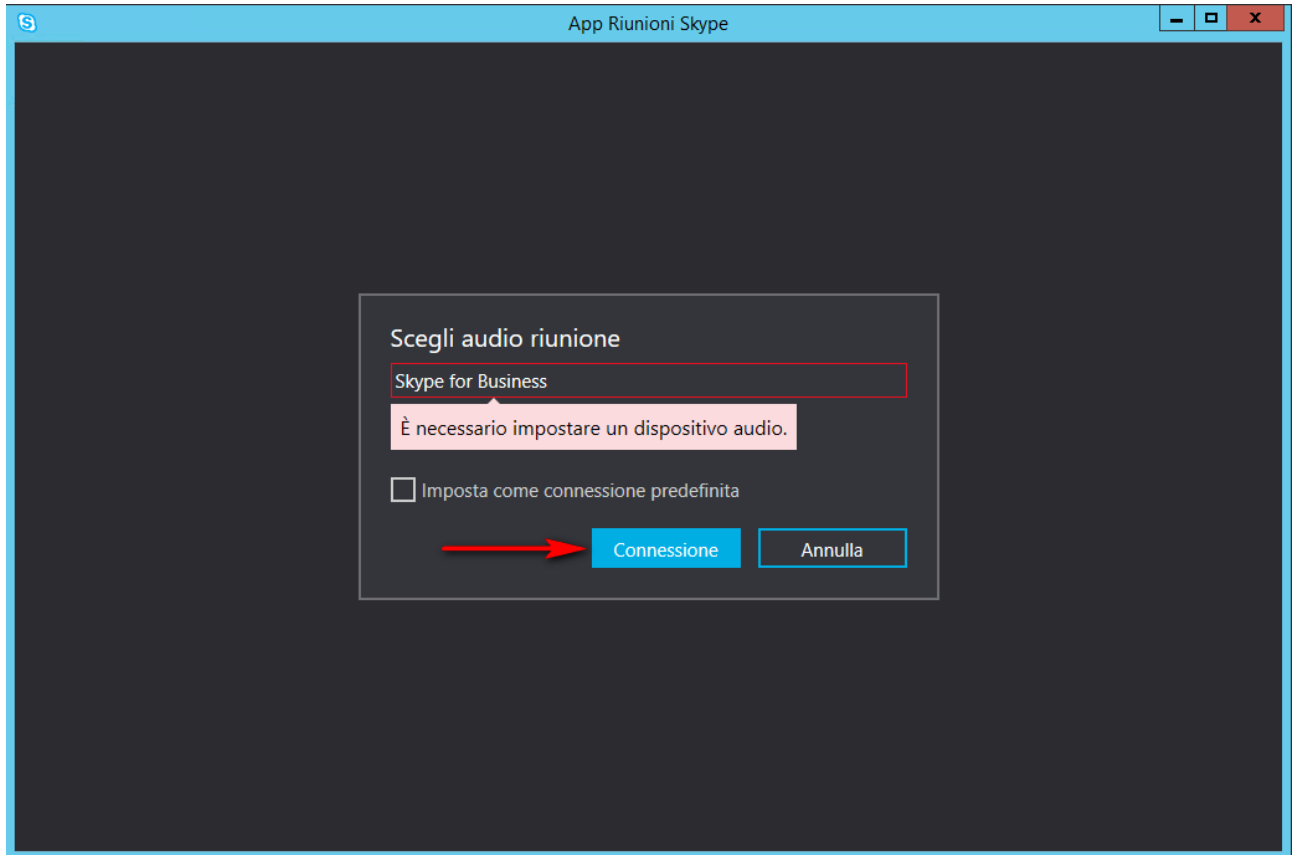 App Riunioni Skype
Scegli audio riunione
Skype for Business
È necessario impostare un dispositivo audio.
Imposta come connessione predefinita
Connessione
Annulla